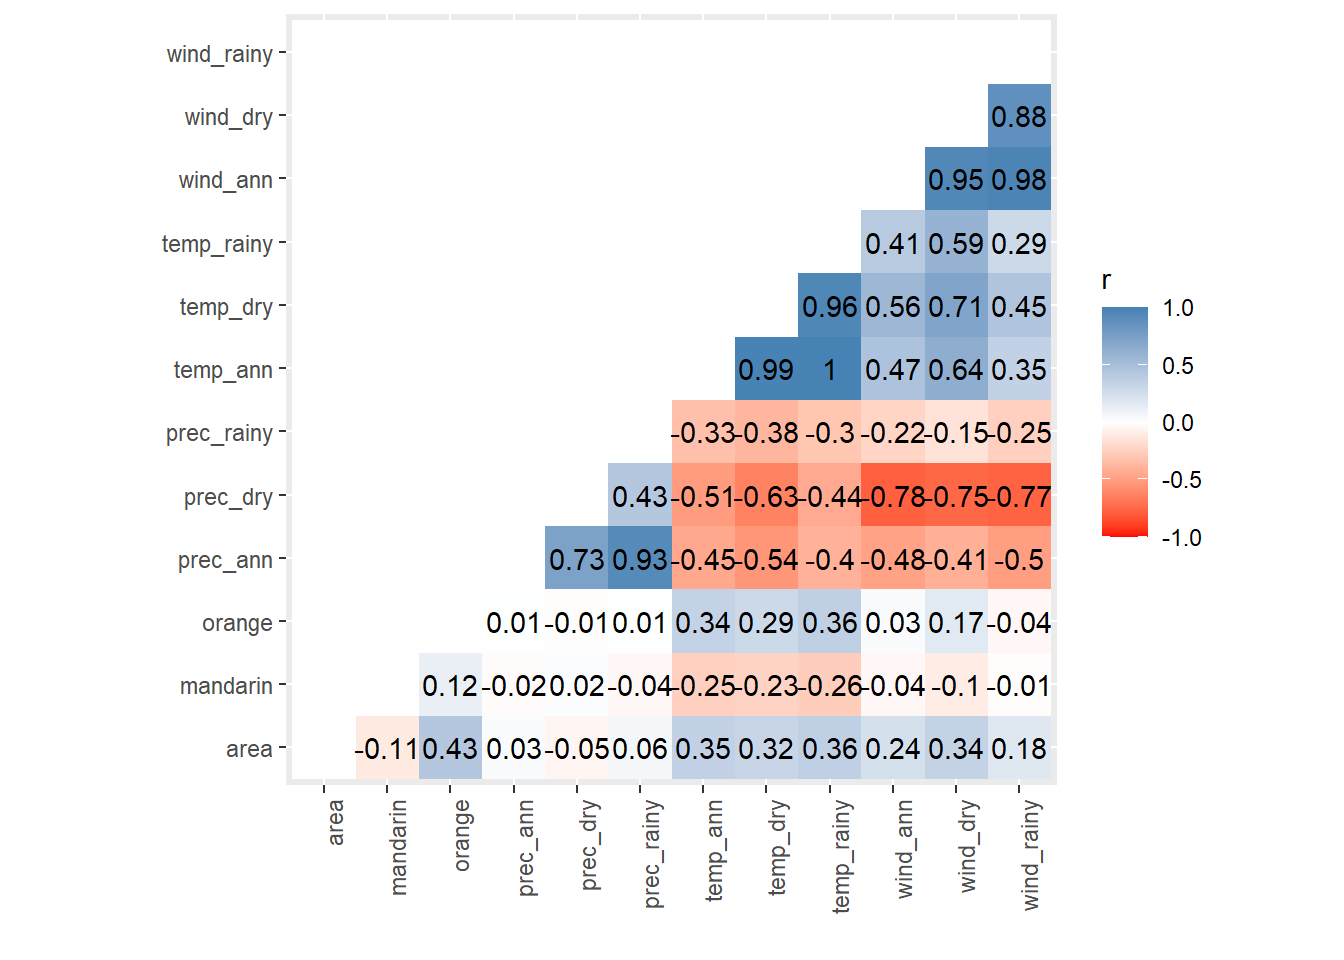 wind_rainy
wind_dry 0.88
wind_ann 0.95 0.98
temp_rainy 0.41 0.59 0.29
temp_dry 0.96 0.56 0.71 0.45
temp_ann 0.99 1 0.47 0.64 0.35
prec_rainy -0.33 -0.38 -0.3 -0.22 -0.15 -0.25
prec_dry 0.43 -0.51 -0.63 -0.44 -0.78 -0.75 -0.77
prec_ann 0.73 0.93 -0.45 -0.54 -0.4 -0.48 -0.41 -0.5
orange 0.01 -0.01 0.01 0.34 0.29 0.36 0.03 0.17 -0.04
mandarin 0.12 -0.02 0.02 -0.04 -0.25 -0.23 -0.26 -0.04 -0.1 -0.01
area -0.11 0.43 0.03 -0.05 0.06 0.35 0.32 0.36 0.24 0.34 0.18
area mandarin orange prec_ann prec_dry prec_rainy temp_ann temp_dry temp_rainy wind_ann wind_dry wind_rainy
r
1.0
0.5
0.0
-0.5
-1.0